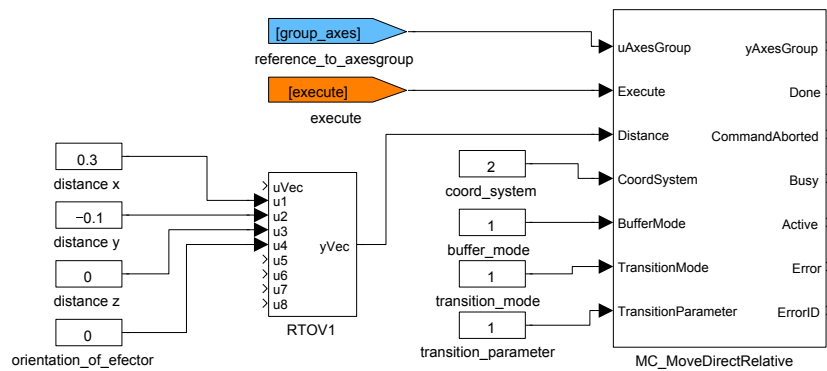 [group_axes]
reference_to_axesgroup
[execute]
execute
0.3
distance x
−0.1
distance y
0
distance z
0
orientation_of_efector
uVec
u1
u2
u3
u4
u5
u6
u7
u8
yVec
RTOV1
2
coord_system
1
buffer_mode
1
transition_mode
1
transition_parameter
uAxesGroup
Execute
Distance
CoordSystem
BufferMode
TransitionMode
TransitionParameter
yAxesGroup
Done
CommandAborted
Busy
Active
Error
ErrorID
MC_MoveDirectRelative